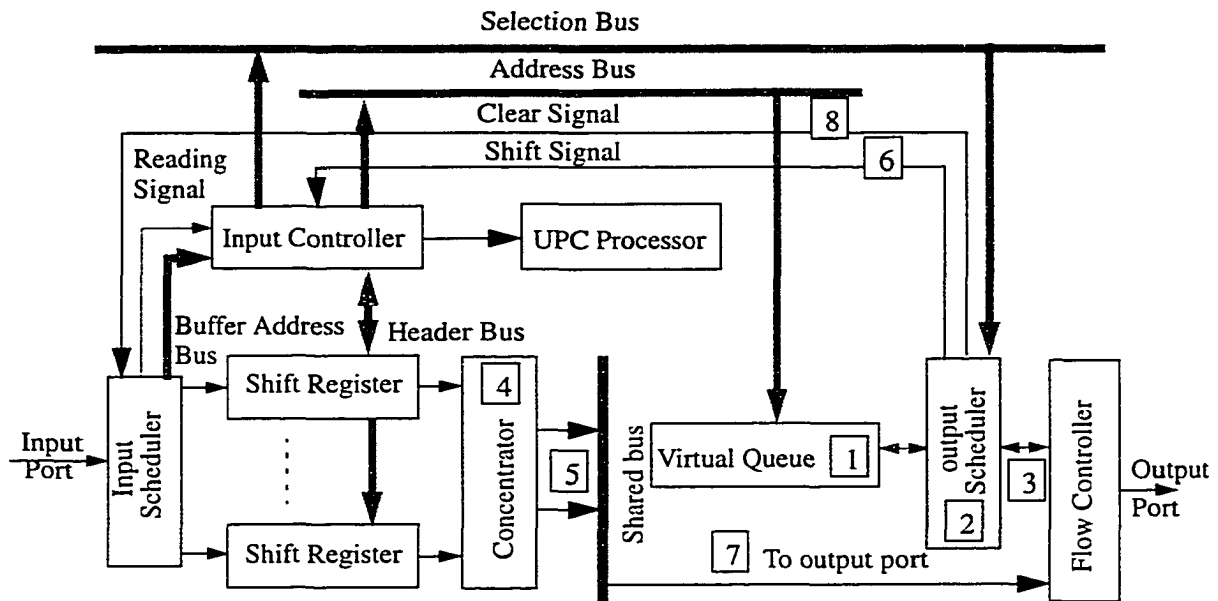 Selection Bus
Address Bus
Clear Signal
8
Shift Signal
6
Reading
Signal
Input Controller
UPC Processor
Buffer Address
Bus
Header Bus
Shift Register
4
Input
Port
Input
Scheduler
Concentrator
5
Shared bus
Virtual Queue
1
output
Scheduler
2
3
Flow Controller
Output
Port
Shift Register
7
To output port